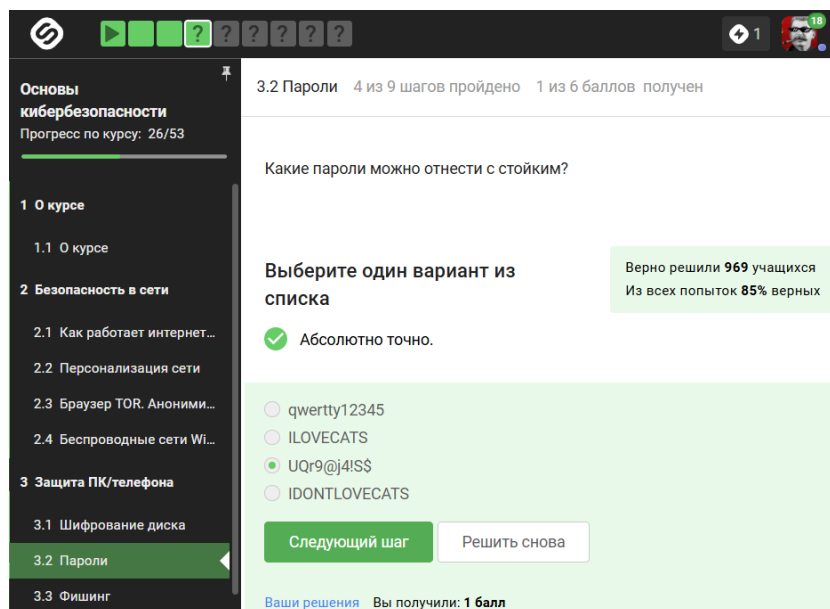 ? ? ? ? ? ?
1
18
Основы
кибербезопасности
Прогресс по курсу: 26/53
1 О курсе
1.1 О курсе
2 Безопасность в сети
2.1 Как работает интернет…
2.2 Персонализация сети
2.3 Браузер TOR. Аноними…
2.4 Беспроводные сети Wi…
3 Защита ПК/телефона
3.1 Шифрование диска
3.2 Пароли
3.3 Фишинг
3.2 Пароли 4 из 9 шагов пройдено 1 из 6 баллов получен
Какие пароли можно отнести с стойким?
Выберите один вариант из
списка
Верно решили 969 учащихся
Из всех попыток 85% верных
Абсолютно точно.
qwertty12345
ILOVECATS
UQr9@j4!S$
IDONTLOVECATS
Следующий шаг
Решить снова
Ваши решения Вы получили: 1 балл